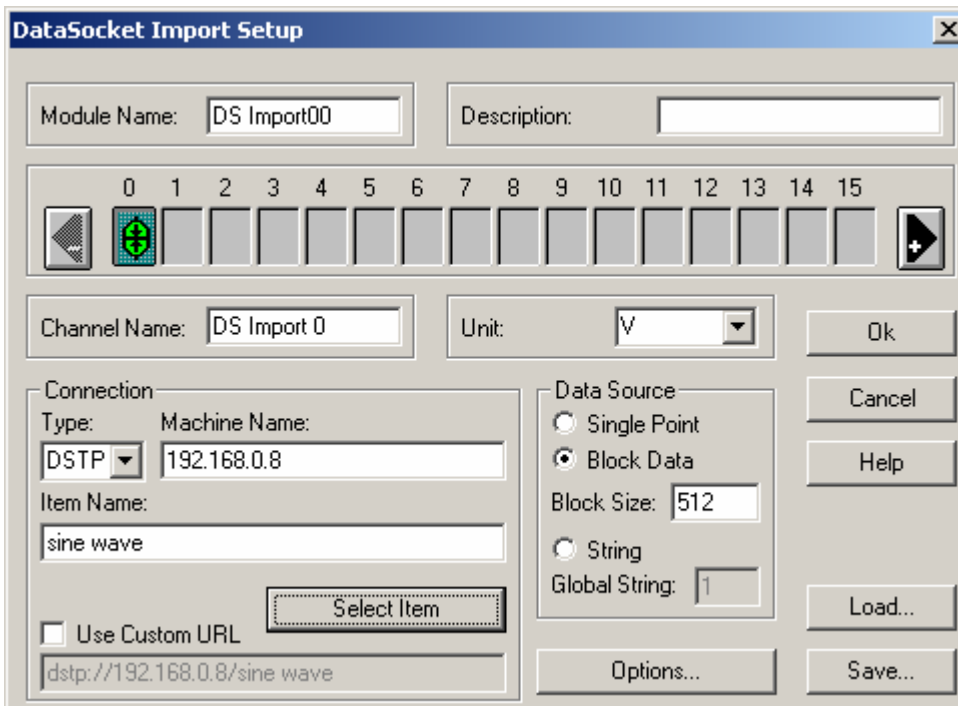 DataSocket Import Setup
Module Name: DS Import00 Description:
0 1 2 3 4 5 6 7 8 9 10 11 12 13 14 15
Channel Name: DS Import 0 Unit: V Ok
Connection
Type: Machine Name:
DSTP 192.168.0.8
Item Name:
sine wave
Select Item
Use Custom URL
dstp://192.168.0.8/sine wave
Data Source
Single Point
Block Data
Block Size: 512
String
Global String: 1
Options...
Cancel
Help
Load...
Save...